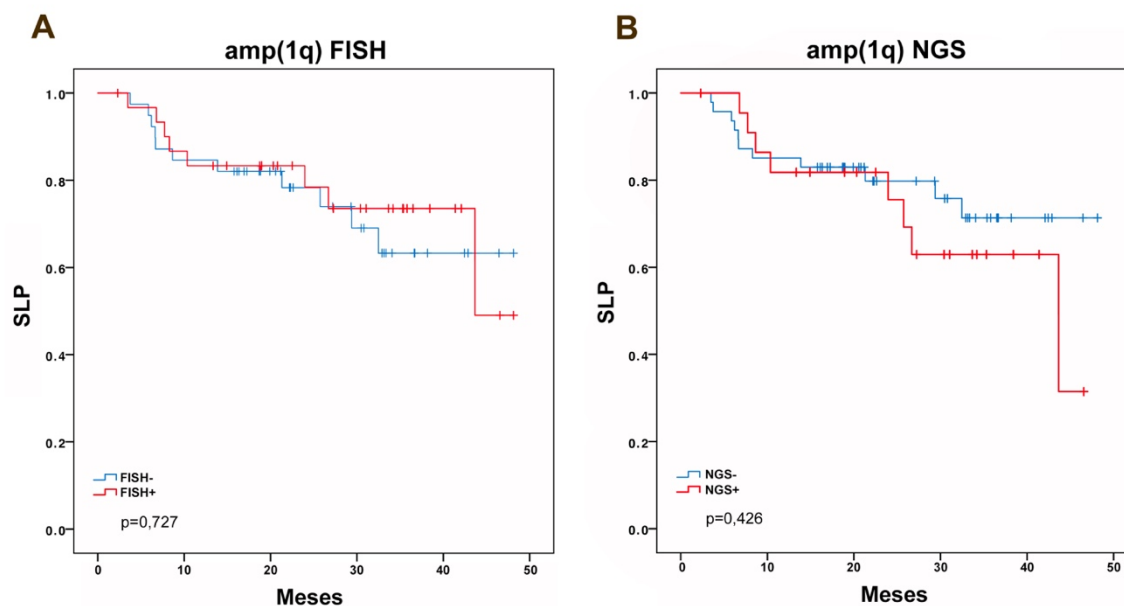 A
amp(1q) FISH
1.0
0.8
0.6
0.4
0.2
0.0
SLP
FISH-
FISH+
p=0,727
0 10 20 30 40 50
Meses
B
amp(1q) NGS
1.0
0.8
0.6
0.4
0.2
0.0
SLP
NGS-
NGS+
p=0,426
0 10 20 30 40 50
Meses